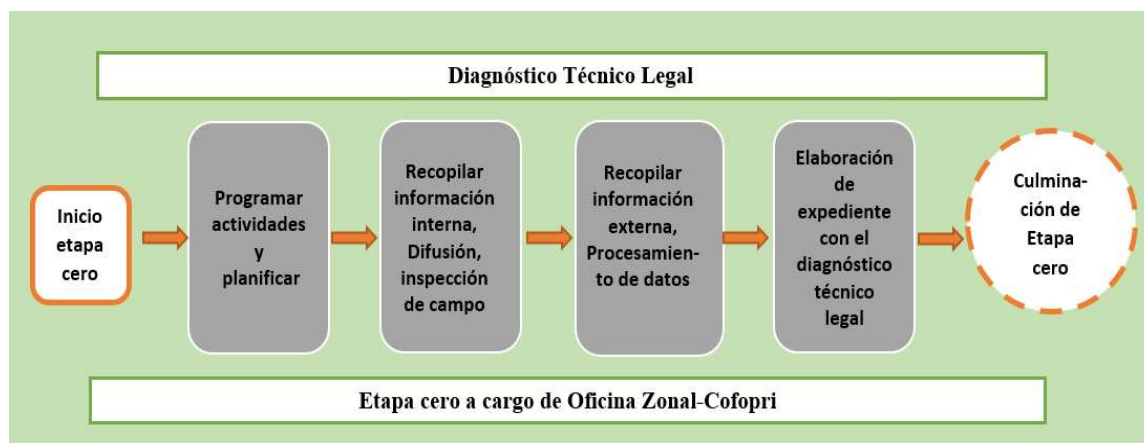 Diagnóstico Técnico Legal
Inicio
etapa
cero
Programar
actividades
y
planificar
Recopilar
información
interna,
Difusión,
inspección
de campo
Recopilar
información
externa,
Procesamien-
to de datos
Elaboración
de
expediente
con el
diagnóstico
técnico
legal
Culmina-
ción de
Etapa
cero
Etapa cero a cargo de Oficina Zonal-Cofopri